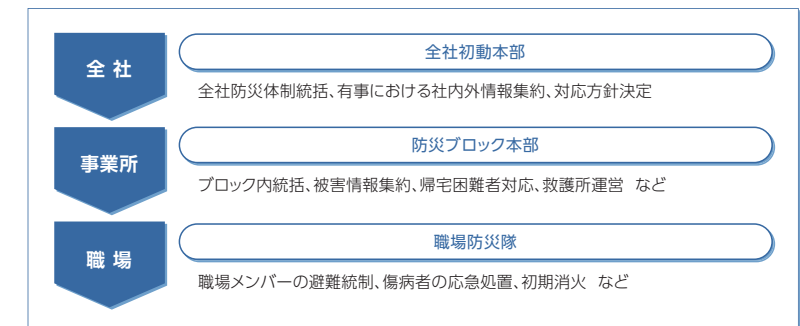 全社
全社初動本部
全社防災体制統括、有事における社内外情報集約、対応方針決定
事業所
防災ブロック本部
ブロック内統括、被害情報集約、帰宅困難者対応、救護所運営 など
職場
職場防災隊
職場メンバーの避難統制、傷病者の応急処置、初期消火 など